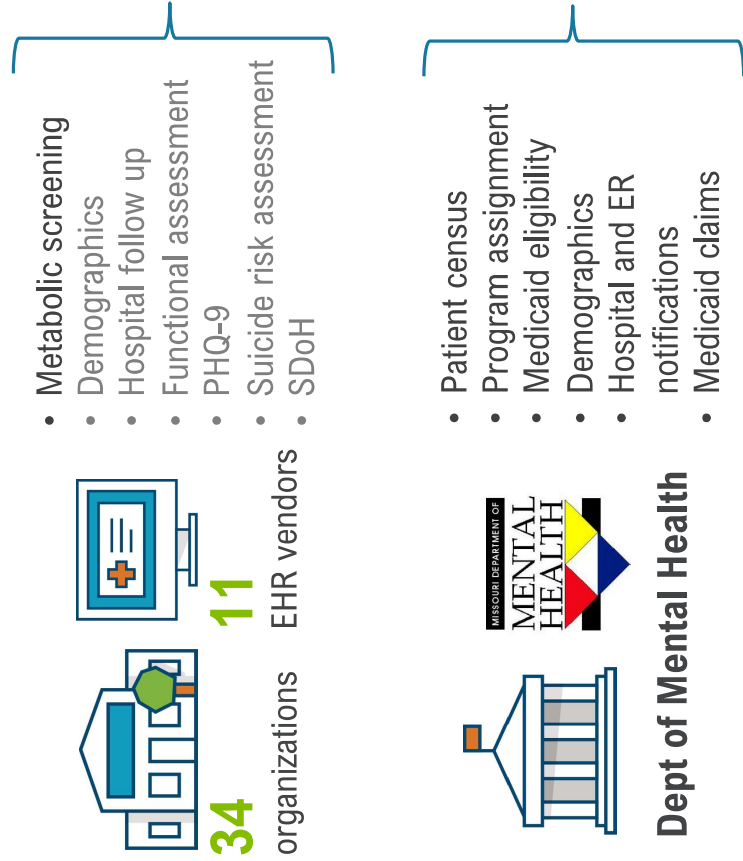 34
organizations
11
EHR vendors
• Metabolic screening
• Demographics
• Hospital follow up
• Functional assessment
• PHQ-9
• Suicide risk assessment
• SDoH
MISSOURI DEPARTMENT OF
MENTAL
HEALTH
Dept of Mental Health
• Patient census
• Program assignment
• Medicaid eligibility
• Demographics
• Hospital and ER
notifications
• Medicaid claims